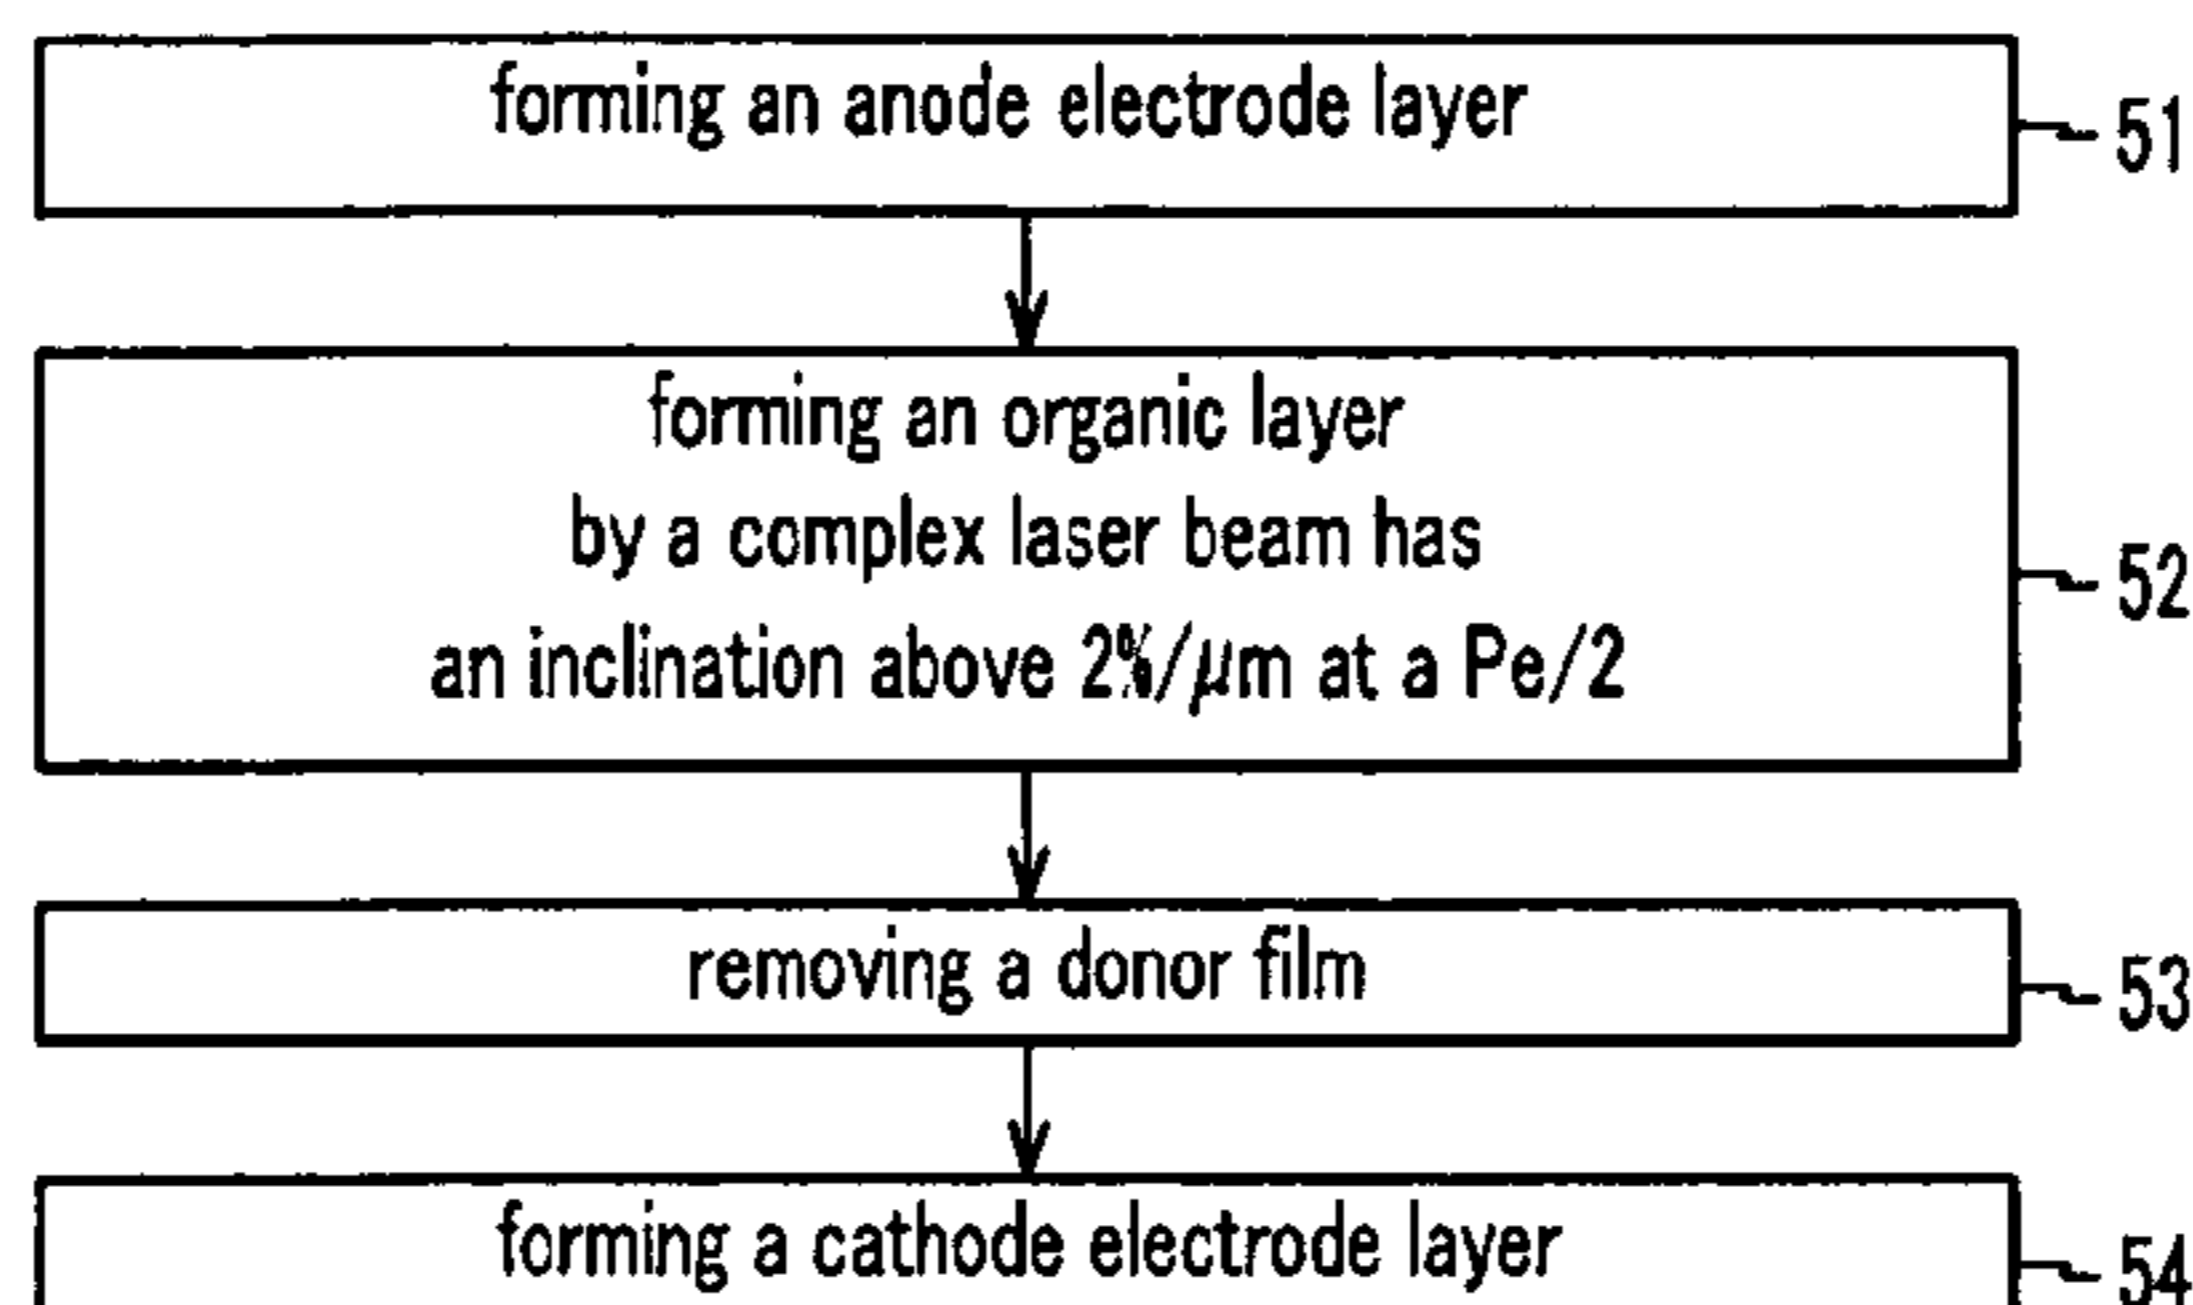 forming an anode electrode layer
51
forming an organic layer
by a complex laser beam has
an inclination above 2%/μm at a Pe/2
52
removing a donor film
53
forming a cathode electrode layer
54